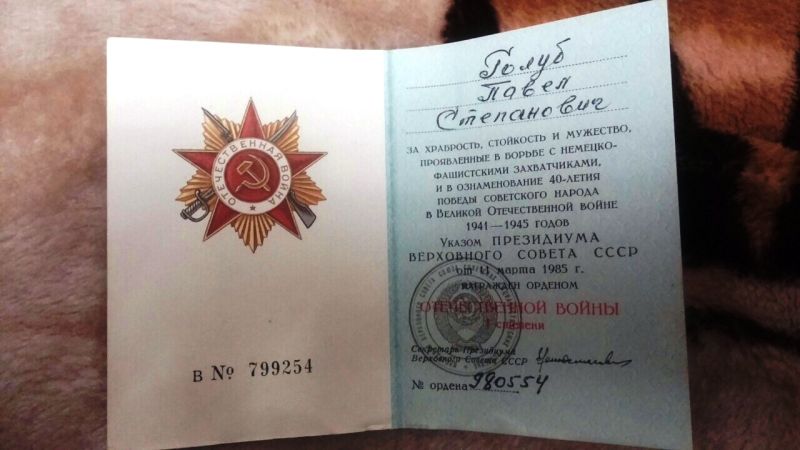 ОТЕЧЕСТВЕННАЯ ВОЙНА
В № 799254
Голуб
Павел
Степанович
ЗА ХРАБРОСТЬ, СТОЙКОСТЬ И МУЖЕСТВО,
ПРОЯВЛЕННЫЕ В БОРЬБЕ С НЕМЕЦКО-
ФАШИСТСКИМИ ЗАХВАТЧИКАМИ,
И В ОЗНАМЕНОВАНИЕ 40-ЛЕТИЯ
ПОБЕДЫ СОВЕТСКОГО НАРОДА
В ВЕЛИКОЙ ОТЕЧЕСТВЕННОЙ ВОЙНЕ
1941—1945 ГОДОВ
УКАЗОМ ПРЕЗИДИУМА
ВЕРХОВНОГО СОВЕТА СССР
от 11 марта 1985 г.
НАГРАЖДЕН ОРДЕНОМ
ОТЕЧЕСТВЕННОЙ ВОЙНЫ
степени
Секретарь Президиума
Верховного Совета СССР
№ ордена 980554